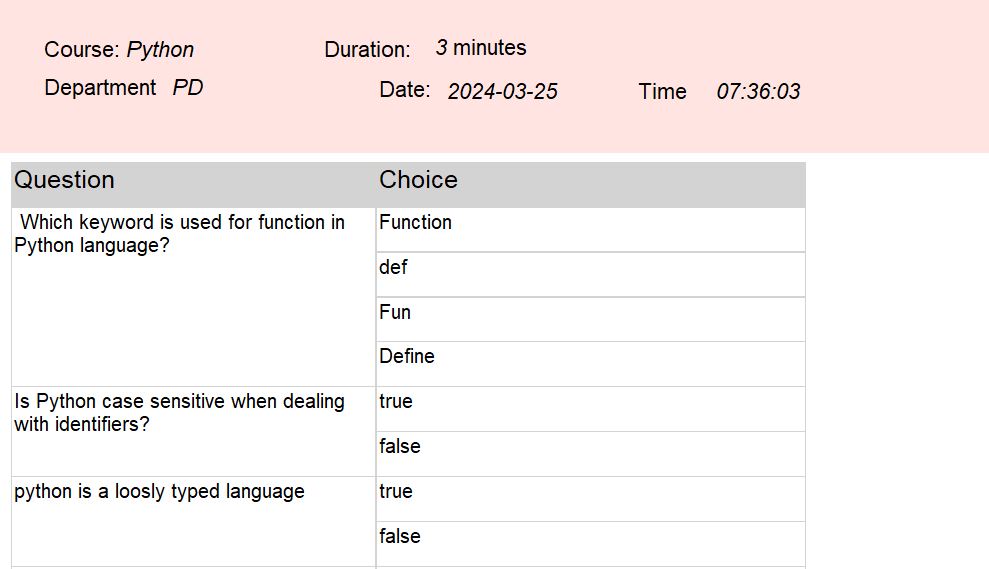 Course: Python Duration: 3 minutes
Department PD Date: 2024-03-25 Time 07:36:03
Question Choice
Which keyword is used for function in
Python language?
Function
def
Fun
Define
Is Python case sensitive when dealing
with identifiers?
true
false
python is a loosly typed language
true
false